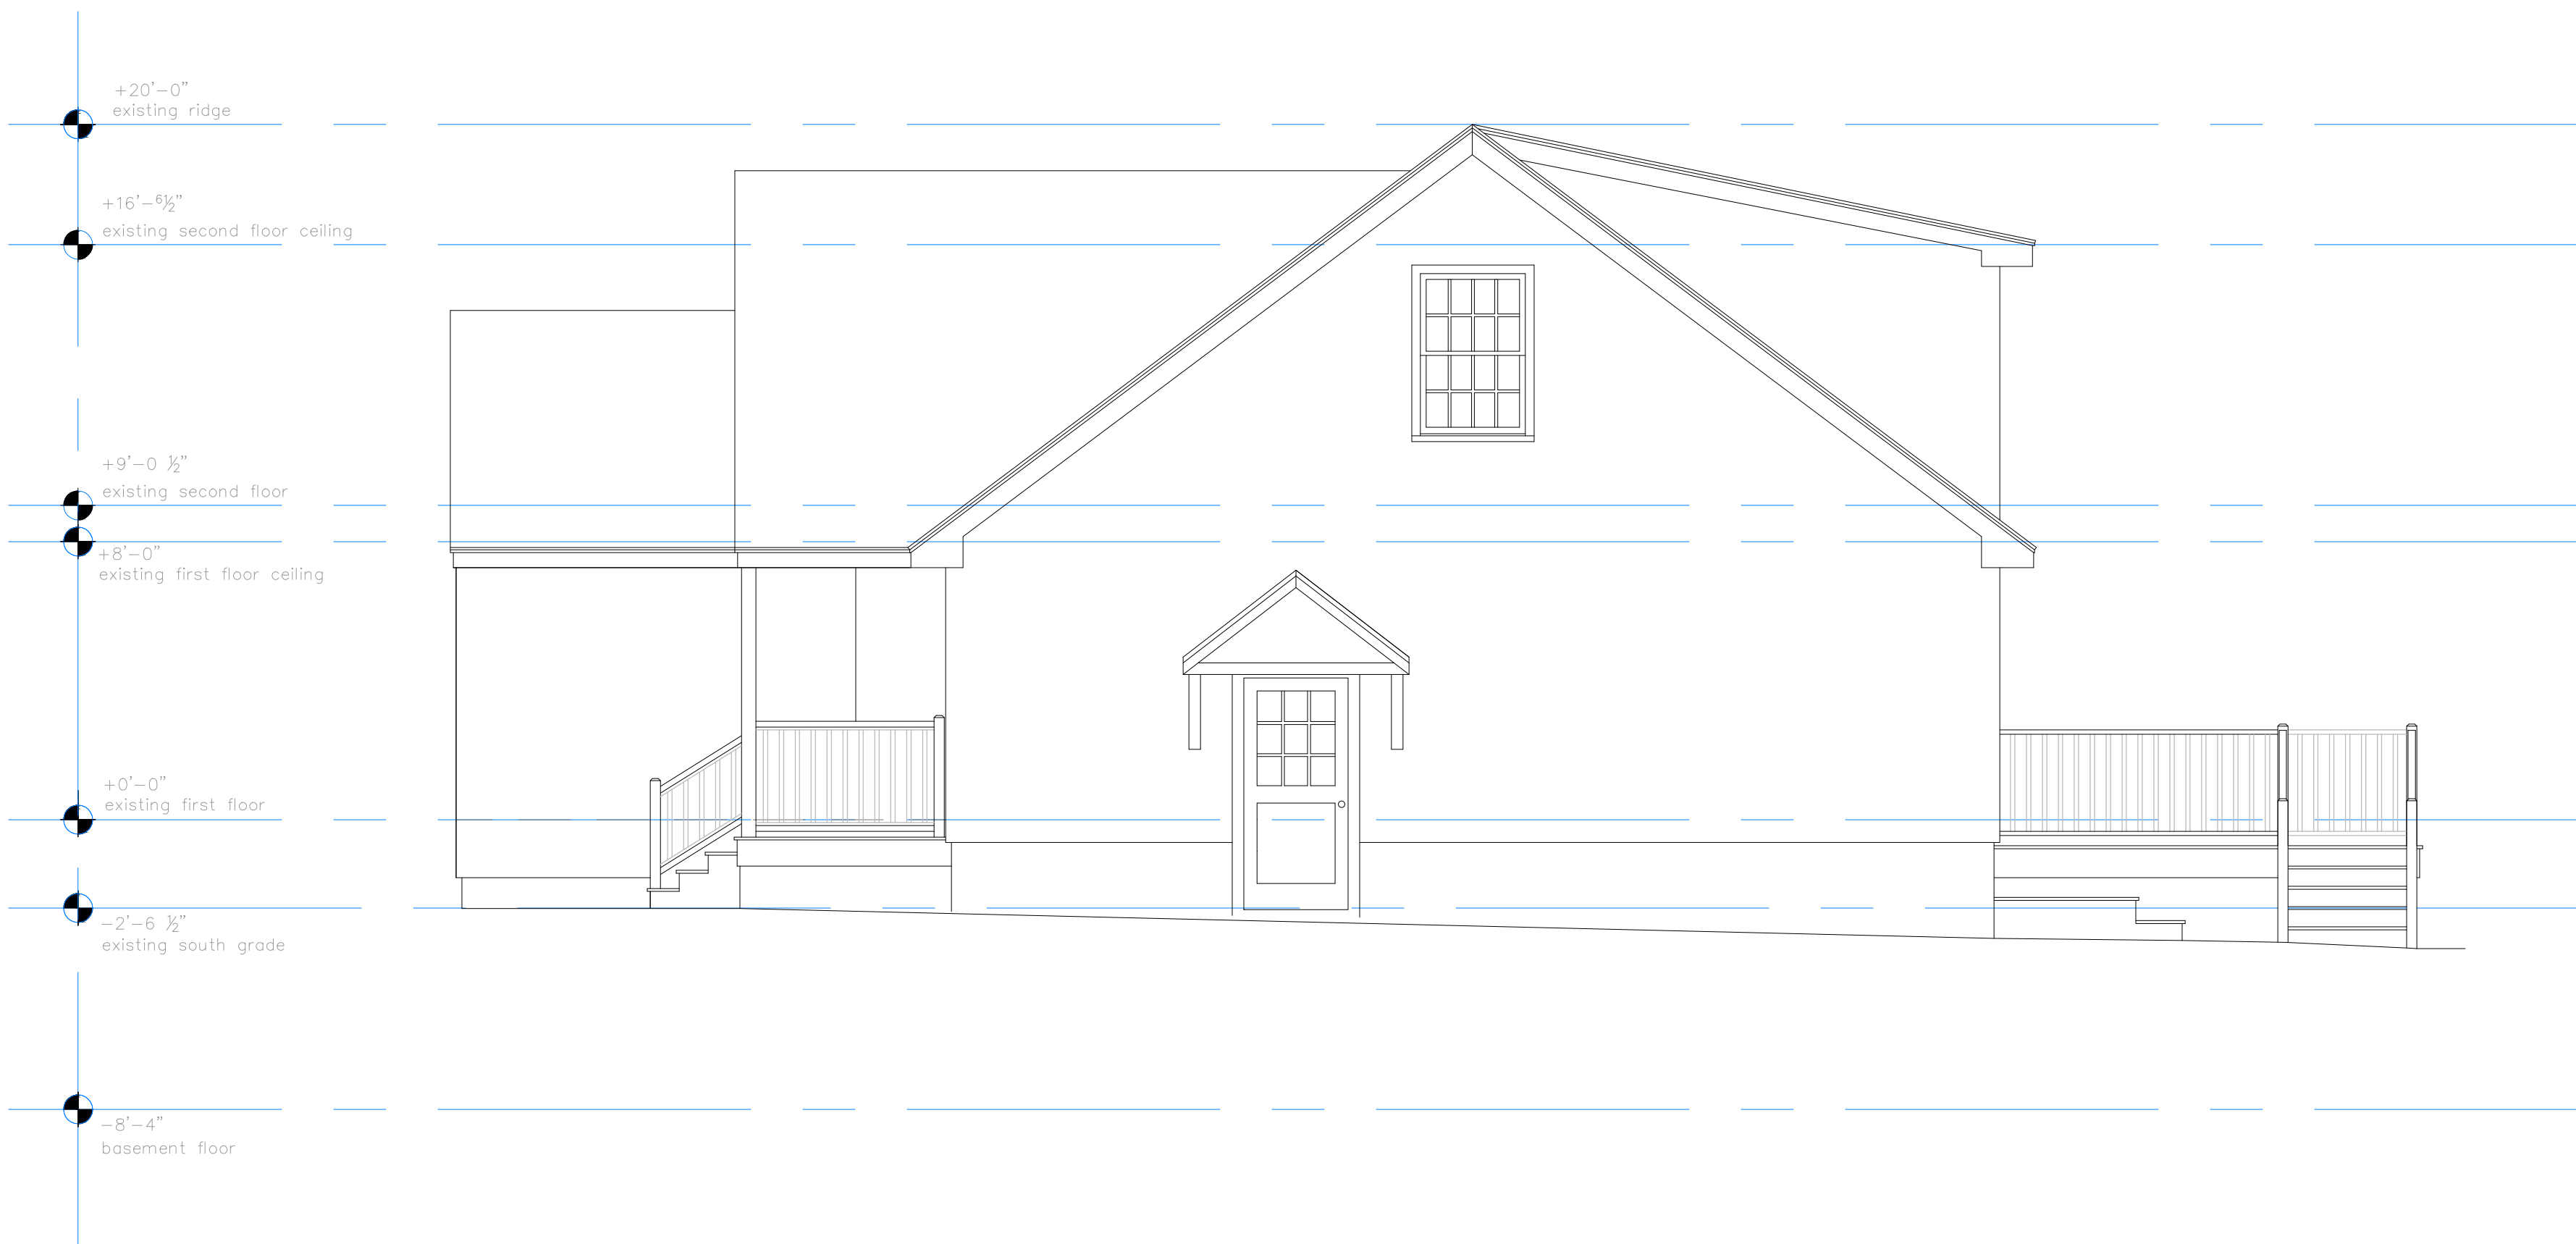 +20'-0"
existing ridge
+16'-6½"
existing second floor ceiling
+9'-0 ½"
existing second floor
+8'-0"
existing first floor ceiling
+0'-0"
existing first floor
-2'-6 ½"
existing south grade
-8'-4"
basement floor